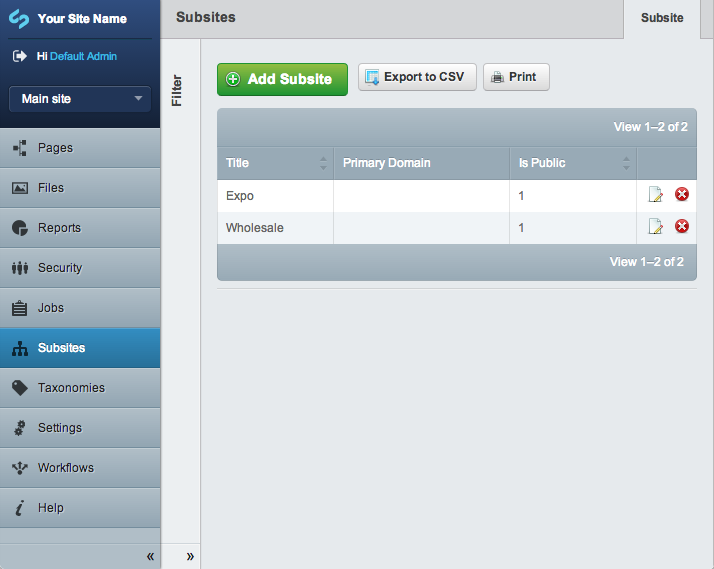 Your Site Name
Hi Default Admin
Main site
Pages
Files
Reports
Security
Jobs
Subsites
Taxonomies
Settings
Workflows
Help
«
Subsites
Subsite
Filter
»
Add Subsite
Export to CSV
Print
View 1–2 of 2
Title Primary Domain Is Public
Expo 1
Wholesale 1
View 1–2 of 2